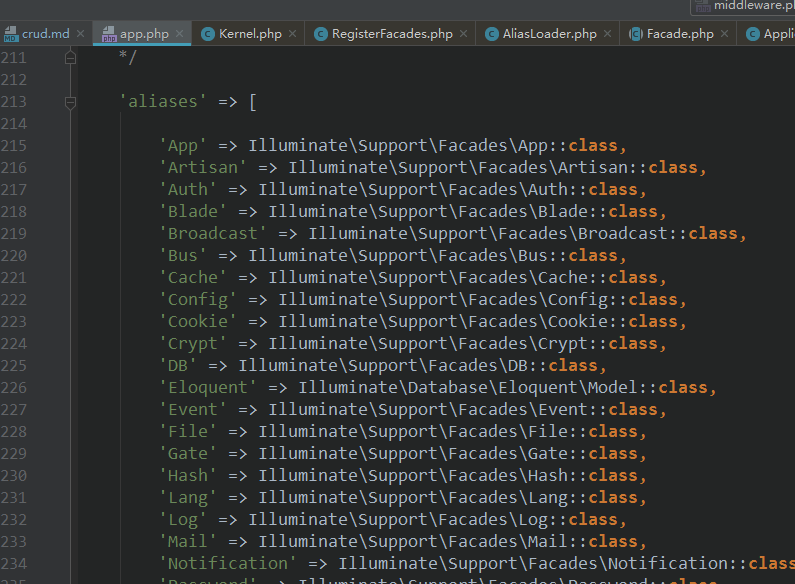 middleware.p
crud.md
app.php
Kernel.php
RegisterFacades.php
AliasLoader.php
Facade.php
Appli
211 */
212
213 'aliases' => [
214
215 'App' => Illuminate\Support\Facades\App::class,
216 'Artisan' => Illuminate\Support\Facades\Artisan::class,
217 'Auth' => Illuminate\Support\Facades\Auth::class,
218 'Blade' => Illuminate\Support\Facades\Blade::class,
219 'Broadcast' => Illuminate\Support\Facades\Broadcast::class,
220 'Bus' => Illuminate\Support\Facades\Bus::class,
221 'Cache' => Illuminate\Support\Facades\Cache::class,
222 'Config' => Illuminate\Support\Facades\Config::class,
223 'Cookie' => Illuminate\Support\Facades\Cookie::class,
224 'Crypt' => Illuminate\Support\Facades\Crypt::class,
225 'DB' => Illuminate\Support\Facades\DB::class,
226 'Eloquent' => Illuminate\Database\Eloquent\Model::class,
227 'Event' => Illuminate\Support\Facades\Event::class,
228 'File' => Illuminate\Support\Facades\File::class,
229 'Gate' => Illuminate\Support\Facades\Gate::class,
230 'Hash' => Illuminate\Support\Facades\Hash::class,
231 'Lang' => Illuminate\Support\Facades\Lang::class,
232 'Log' => Illuminate\Support\Facades\Log::class,
233 'Mail' => Illuminate\Support\Facades\Mail::class,
234 'Notification' => Illuminate\Support\Facades\Notification::class